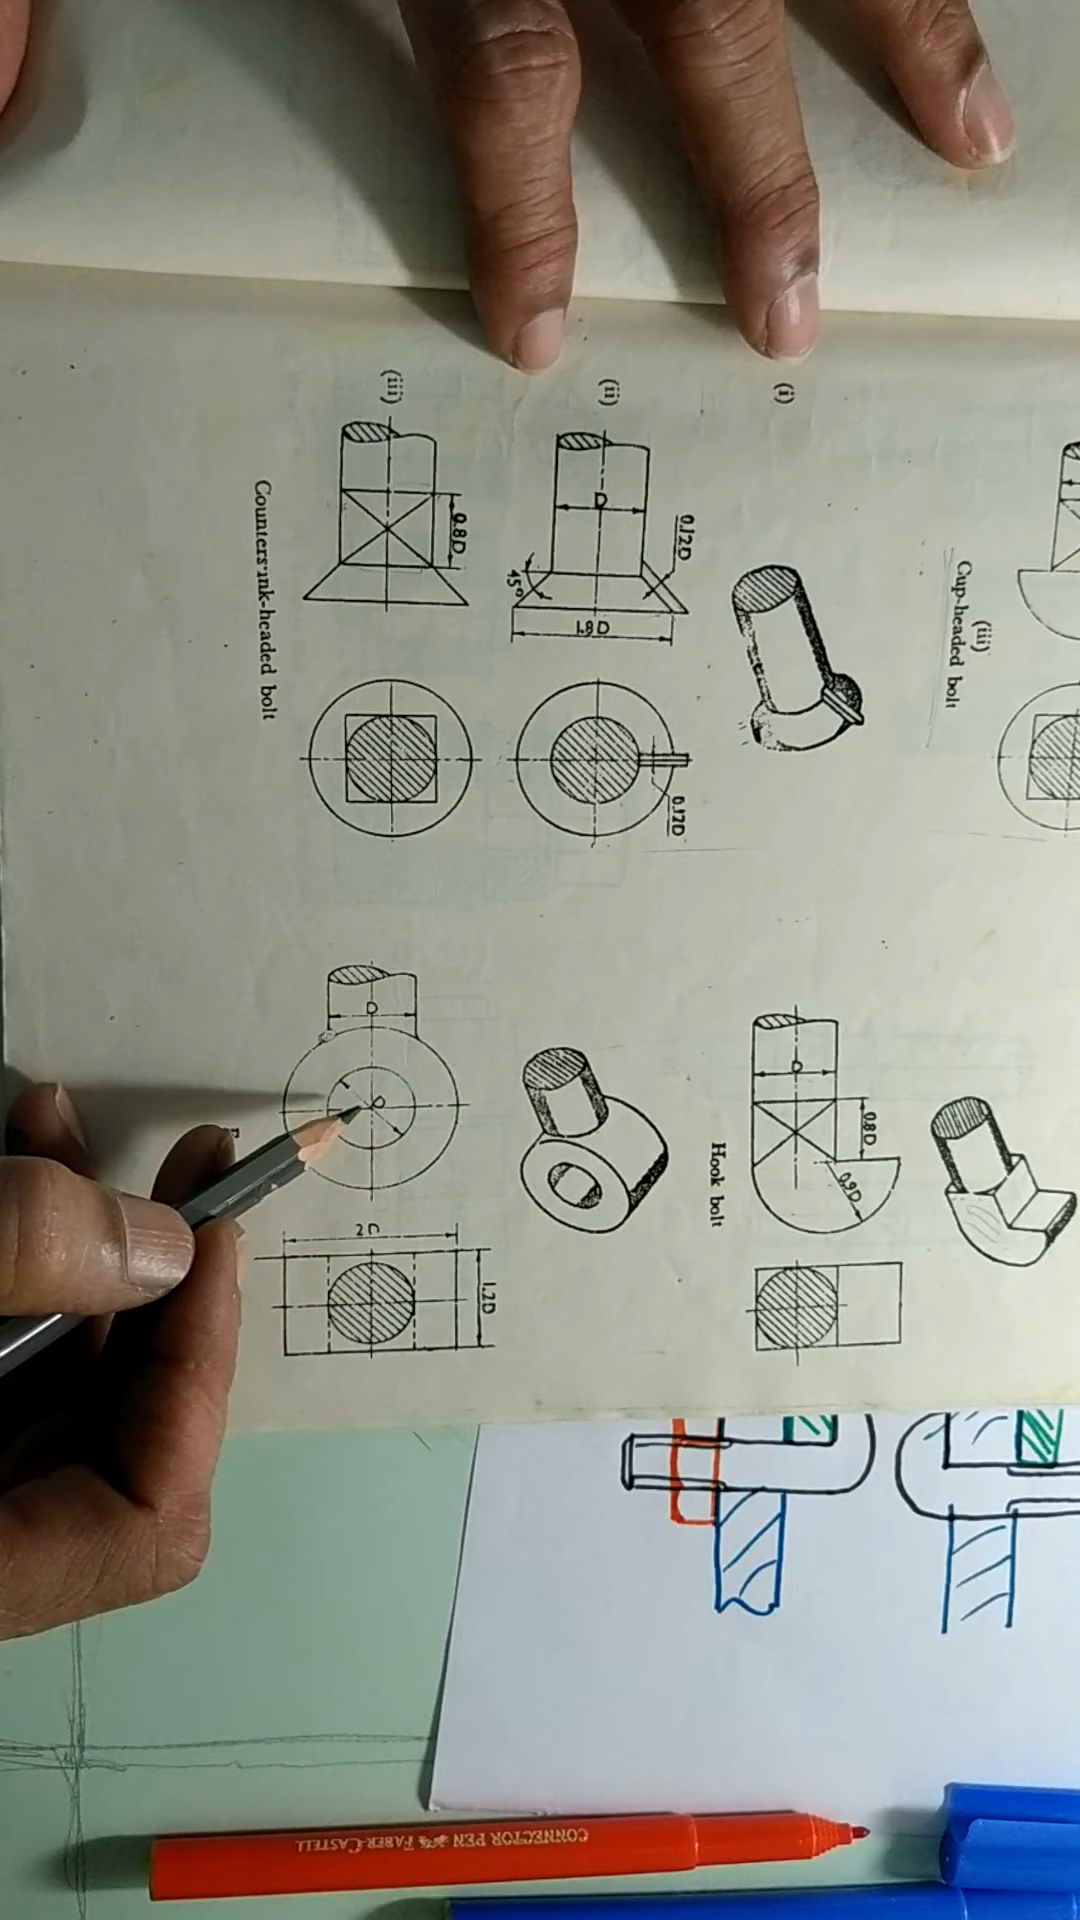 (iii)
Cup-headed bolt
(i)
(ii)
D
0.12D
45°
1.8D
0.12D
(iii)
0.8D
Countersink-headed bolt
D
0.8D
0.9D
Hook bolt
D
D
2D
1.2D
CONNECTOR PEN FABER-CASTELL